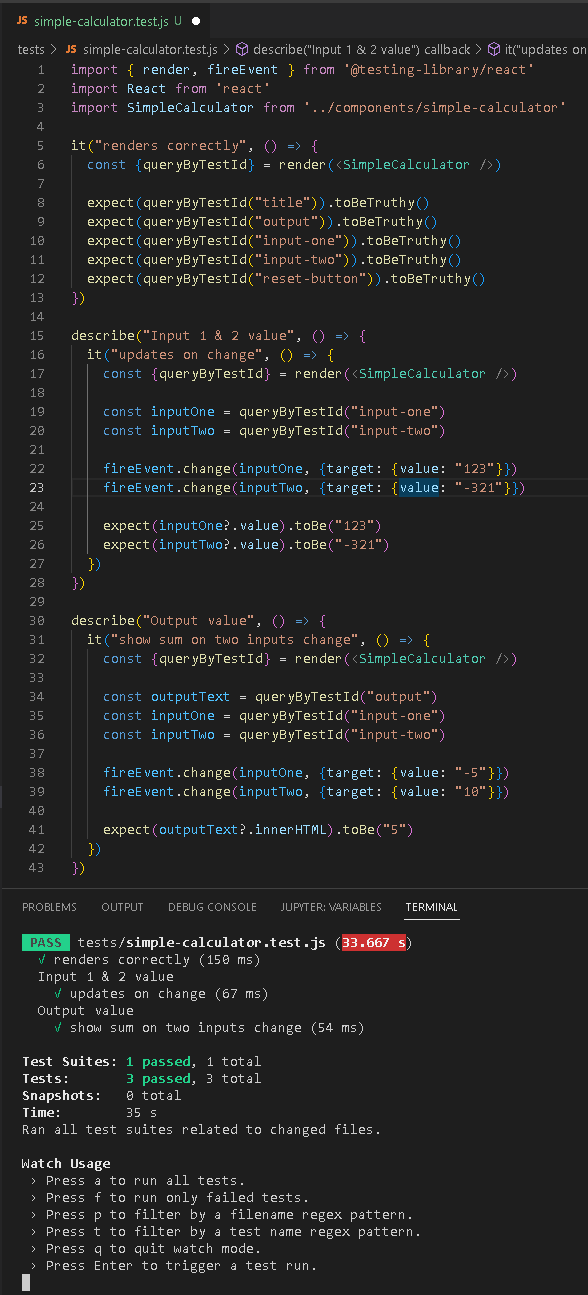 JS simple-calculator.test.js U ●
tests > JS simple-calculator.test.js > describe("Input 1 & 2 value") callback > it("updates on
1 import { render, fireEvent } from '@testing-library/react'
2 import React from 'react'
3 import SimpleCalculator from '../components/simple-calculator'
4
5 it("renders correctly", () => {
6   const {queryByTestId} = render(<SimpleCalculator />)
7
8   expect(queryByTestId("title")).toBeTruthy()
9   expect(queryByTestId("output")).toBeTruthy()
10   expect(queryByTestId("input-one")).toBeTruthy()
11   expect(queryByTestId("input-two")).toBeTruthy()
12   expect(queryByTestId("reset-button")).toBeTruthy()
13 })
14
15 describe("Input 1 & 2 value", () => {
16   it("updates on change", () => {
17     const {queryByTestId} = render(<SimpleCalculator />)
18
19     const inputOne = queryByTestId("input-one")
20     const inputTwo = queryByTestId("input-two")
21
22     fireEvent.change(inputOne, {target: {value: "123"}})
23     fireEvent.change(inputTwo, {target: {value: "-321"}})
24
25     expect(inputOne?.value).toBe("123")
26     expect(inputTwo?.value).toBe("-321")
27   })
28 })
29
30 describe("Output value", () => {
31   it("show sum on two inputs change", () => {
32     const {queryByTestId} = render(<SimpleCalculator />)
33
34     const outputText = queryByTestId("output")
35     const inputOne = queryByTestId("input-one")
36     const inputTwo = queryByTestId("input-two")
37
38     fireEvent.change(inputOne, {target: {value: "-5"}})
39     fireEvent.change(inputTwo, {target: {value: "10"}})
40
41     expect(outputText?.innerHTML).toBe("5")
42   })
43 })
PROBLEMS OUTPUT DEBUG CONSOLE JUPYTER: VARIABLES TERMINAL
PASS tests/simple-calculator.test.js (33.667 s)
√ renders correctly (150 ms)
Input 1 & 2 value
√ updates on change (67 ms)
Output value
√ show sum on two inputs change (54 ms)
Test Suites: 1 passed, 1 total
Tests: 3 passed, 3 total
Snapshots: 0 total
Time: 35 s
Ran all test suites related to changed files.
Watch Usage
› Press a to run all tests.
› Press f to run only failed tests.
› Press p to filter by a filename regex pattern.
› Press t to filter by a test name regex pattern.
› Press q to quit watch mode.
› Press Enter to trigger a test run.